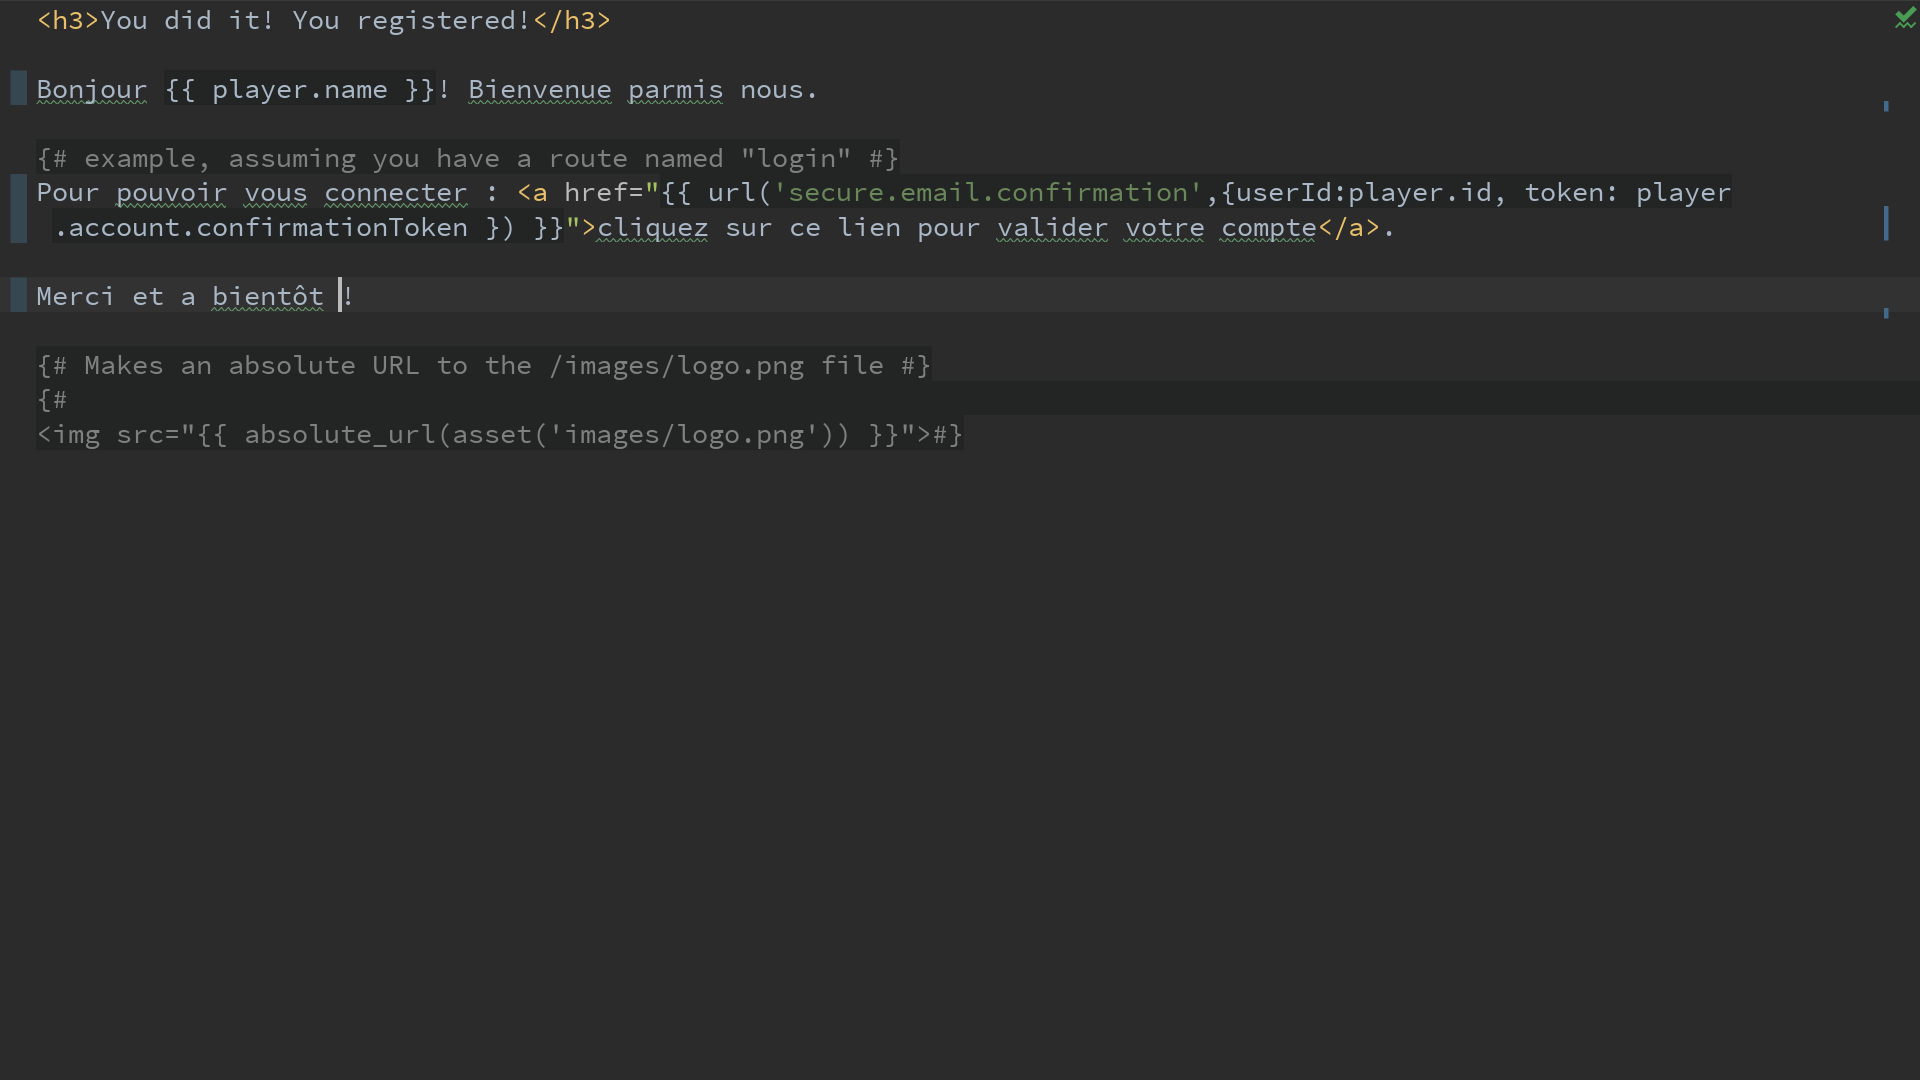 <h3>You did it! You registered!</h3>
Bonjour {{ player.name }}! Bienvenue parmis nous.
{# example, assuming you have a route named "login" #}
Pour pouvoir vous connecter : <a href="{{ url('secure.email.confirmation',{userId:player.id, token: player
.account.confirmationToken }) }}">cliquez sur ce lien pour valider votre compte</a>.
Merci et a bientôt !
{# Makes an absolute URL to the /images/logo.png file #}
{#
<img src="{{ absolute_url(asset('images/logo.png')) }}">#}